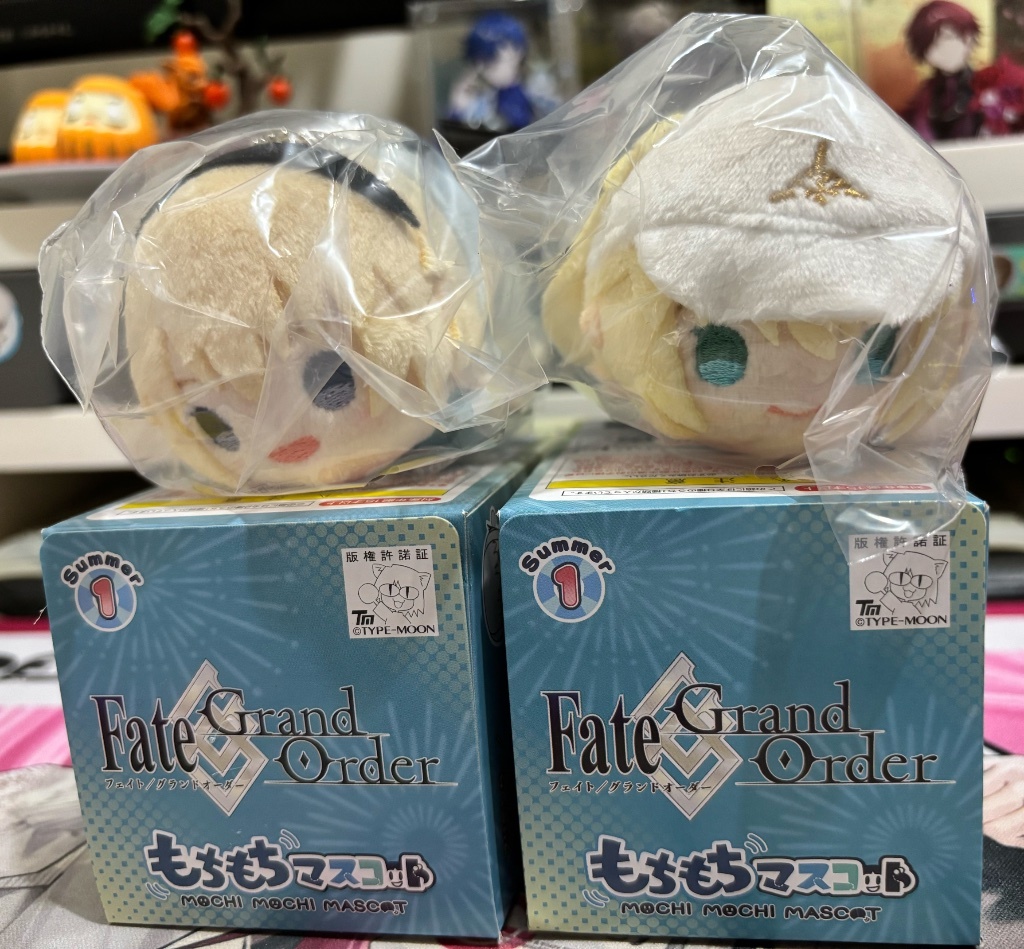 Summer
1
版権許諾証
TM
©TYPE-MOON
Fate
Grand
Order
フェイト/グランドオーダー
もちもちマスコット
MOCHI MOCHI MASCOT
Summer
1
版権許諾証
TM
©TYPE-MOON
Fate
Grand
Order
フェイト/グランドオーダー
もちもちマスコット
MOCHI MOCHI MASCOT